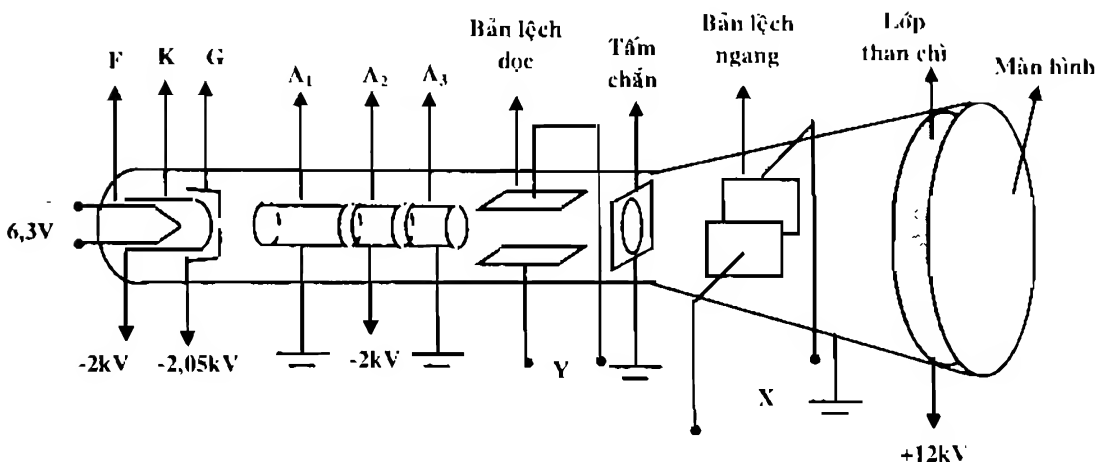 Bản lệch
dọc
Tấm
chắn
Bản lệch
ngang
Lớp
than chì
Màn hình
F
K
G
A₁
A₂
A₃
6,3V
-2kV
-2,05kV
-2kV
Y
X
+12kV